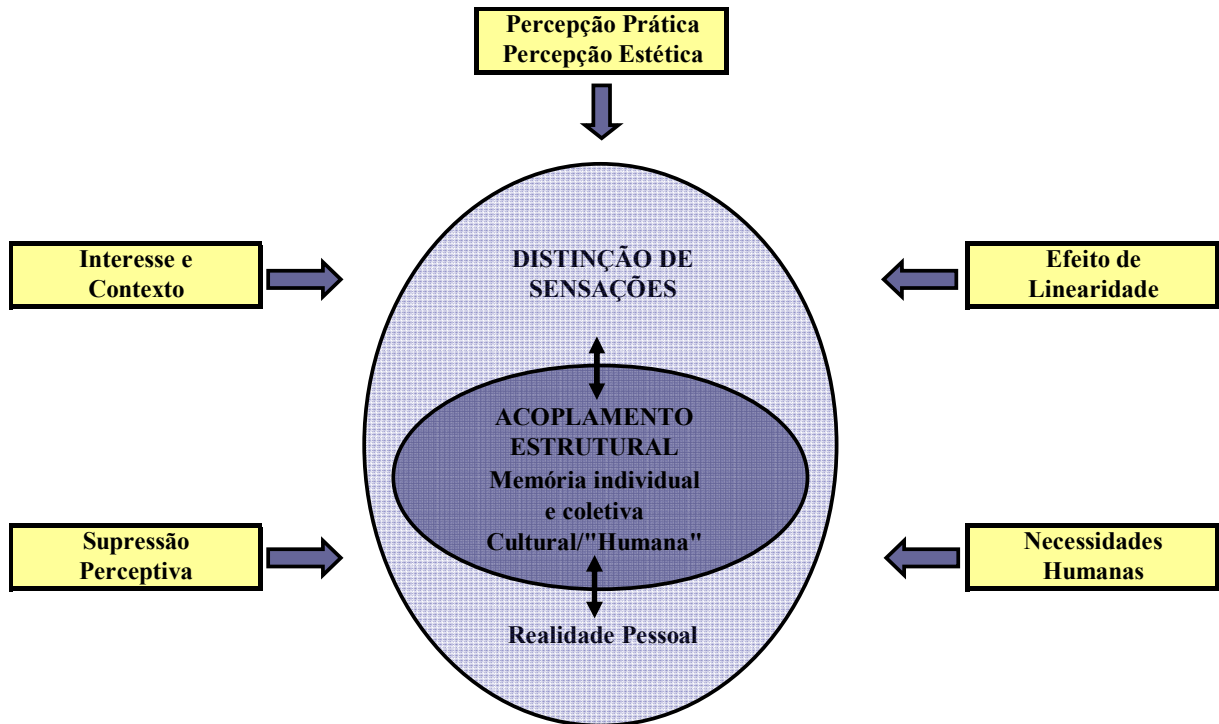 Percepção Prática
Percepção Estética
Interesse e
Contexto
DISTINÇÃO DE
SENSAÇÕES
Efeito de
Linearidade
ACOPLAMENTO
ESTRUTURAL
Memória individual
e coletiva
Cultural/"Humana"
Supressão
Perceptiva
Necessidades
Humanas
Realidade Pessoal